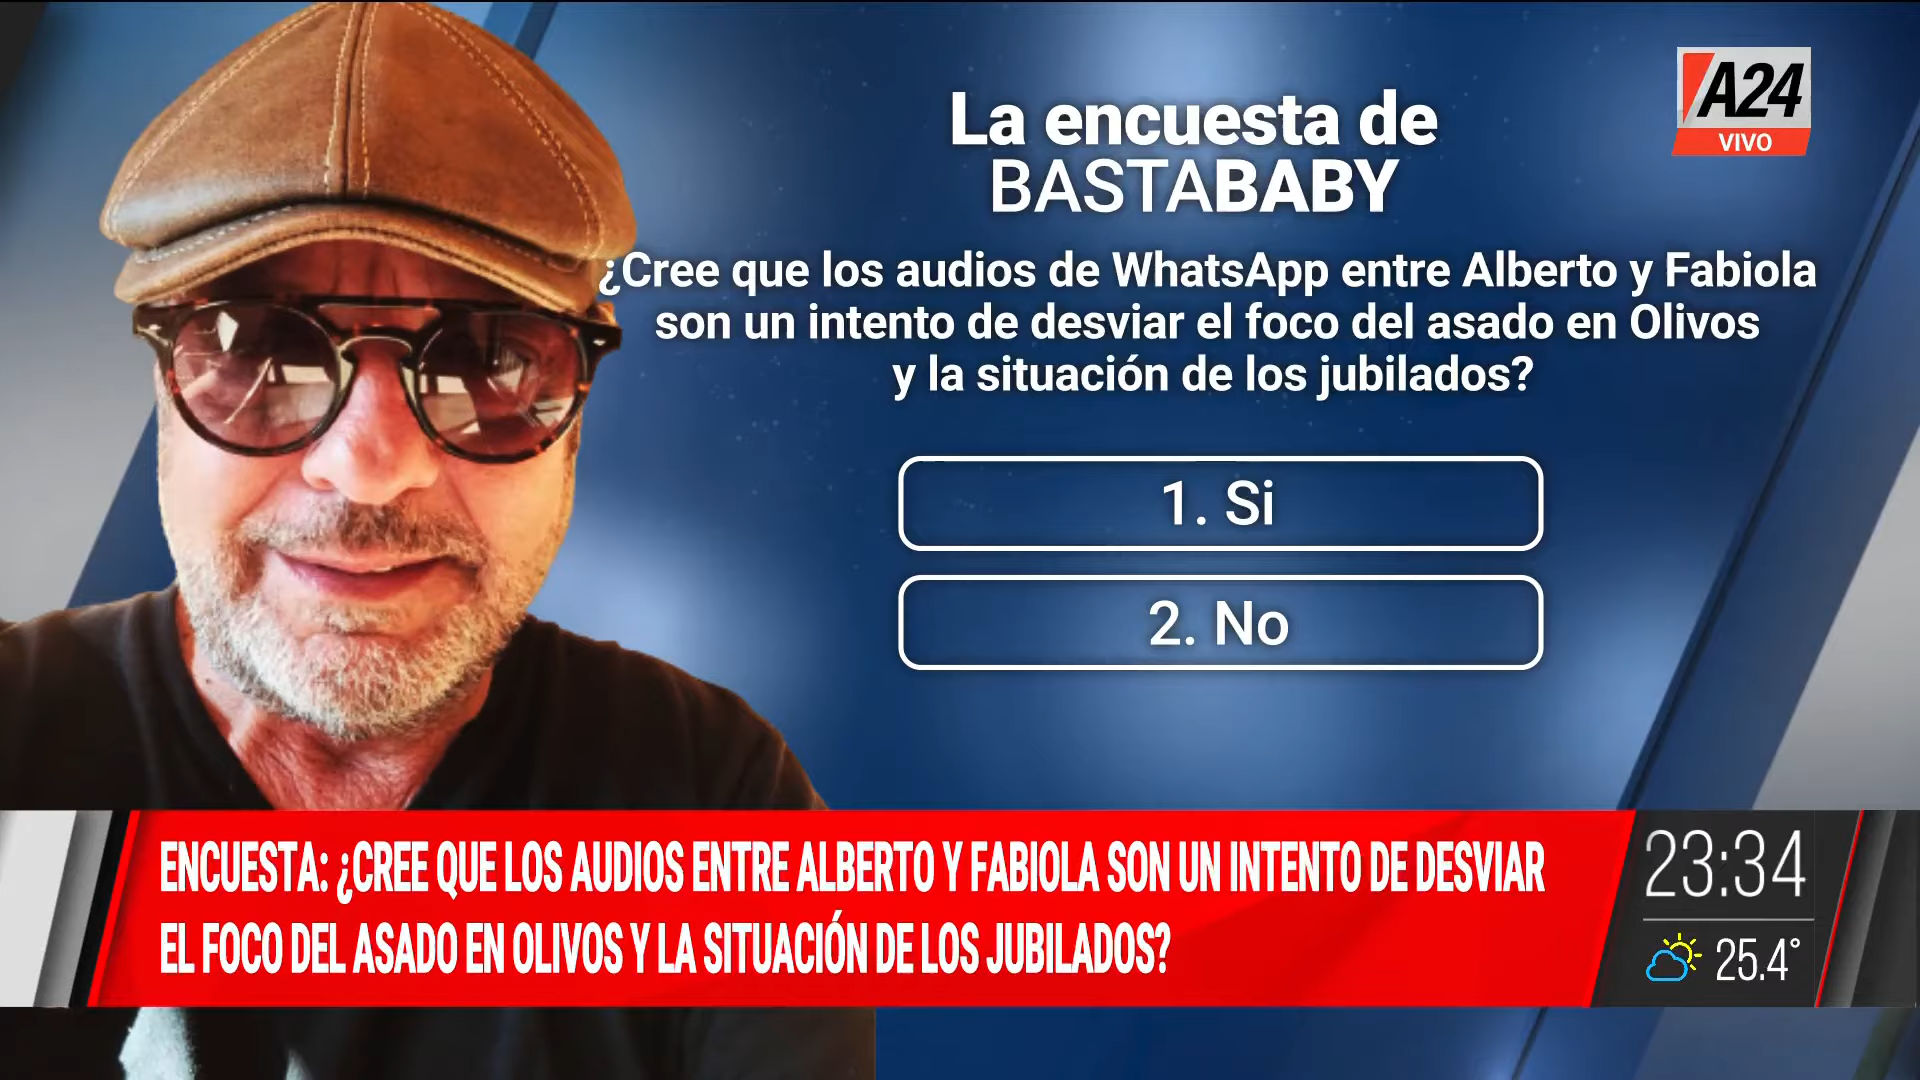 La encuesta de
BASTABABY
¿Cree que los audios de WhatsApp entre Alberto y Fabiola
son un intento de desviar el foco del asado en Olivos
y la situación de los jubilados?
1. Si
2. No
A24
VIVO
ENCUESTA: ¿CREE QUE LOS AUDIOS ENTRE ALBERTO Y FABIOLA SON UN INTENTO DE DESVIAR
EL FOCO DEL ASADO EN OLIVOS Y LA SITUACIÓN DE LOS JUBILADOS?
23:34
25.4°